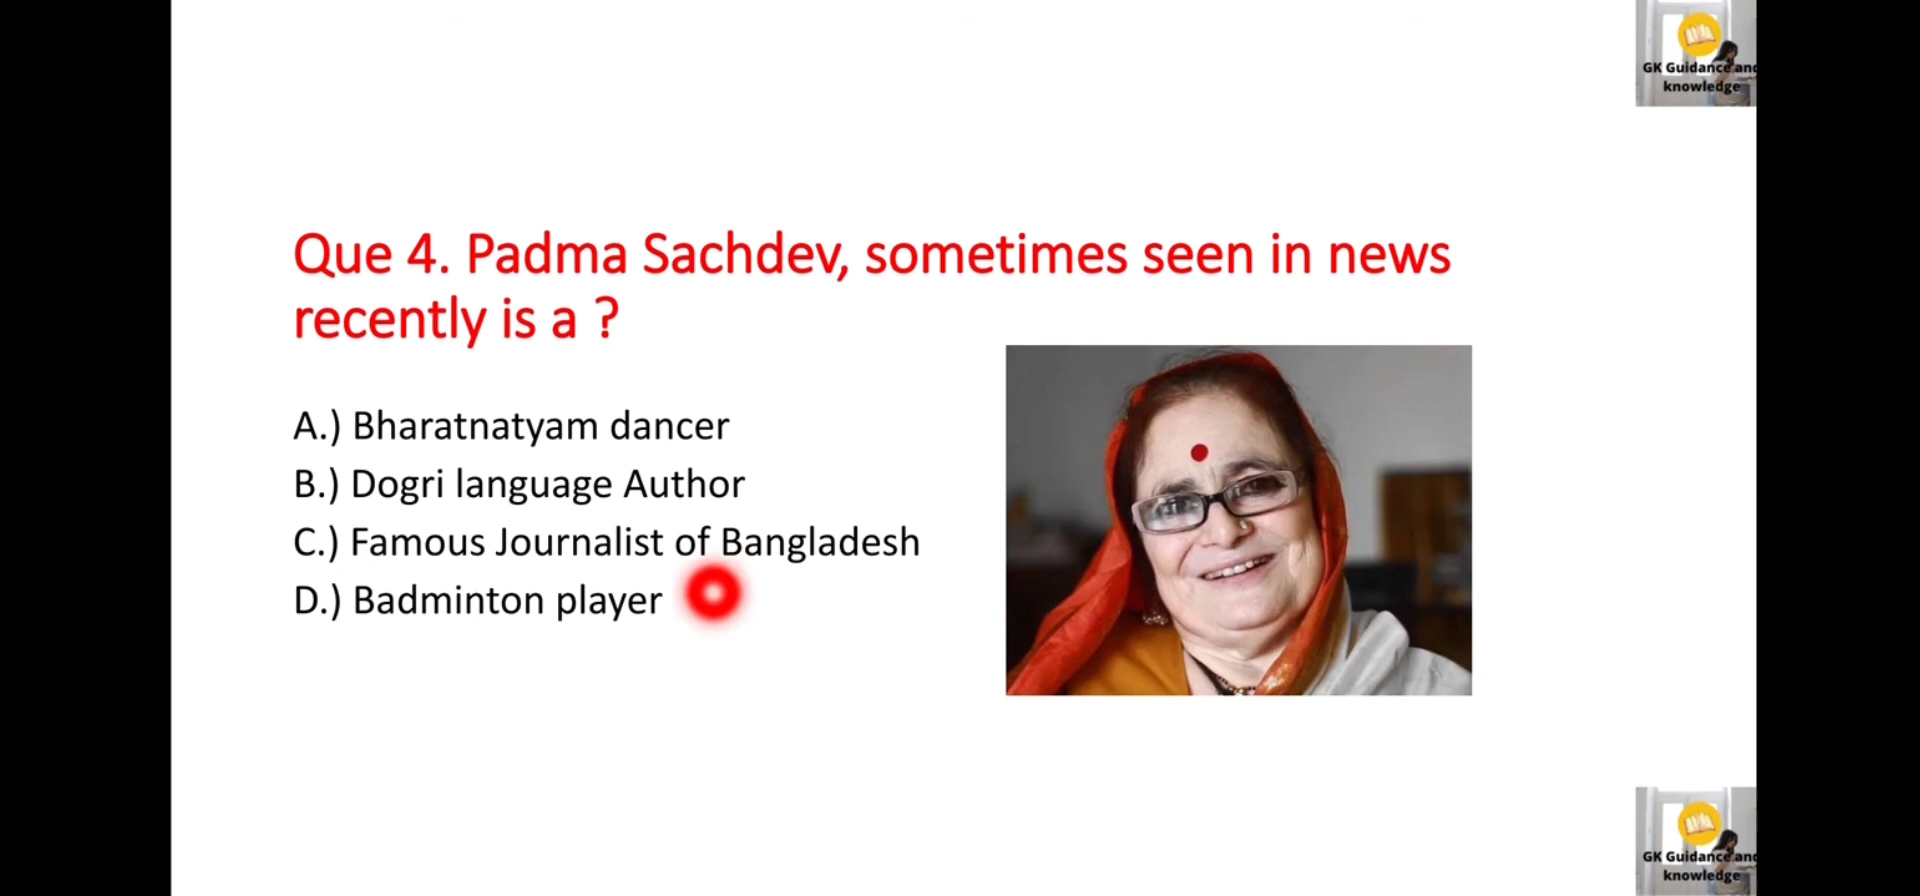 GK Guidance and
knowledge
Que 4. Padma Sachdev, sometimes seen in news
recently is a ?
A.) Bharatnatyam dancer
B.) Dogri language Author
C.) Famous Journalist of Bangladesh
D.) Badminton player
GK Guidance and
knowledge